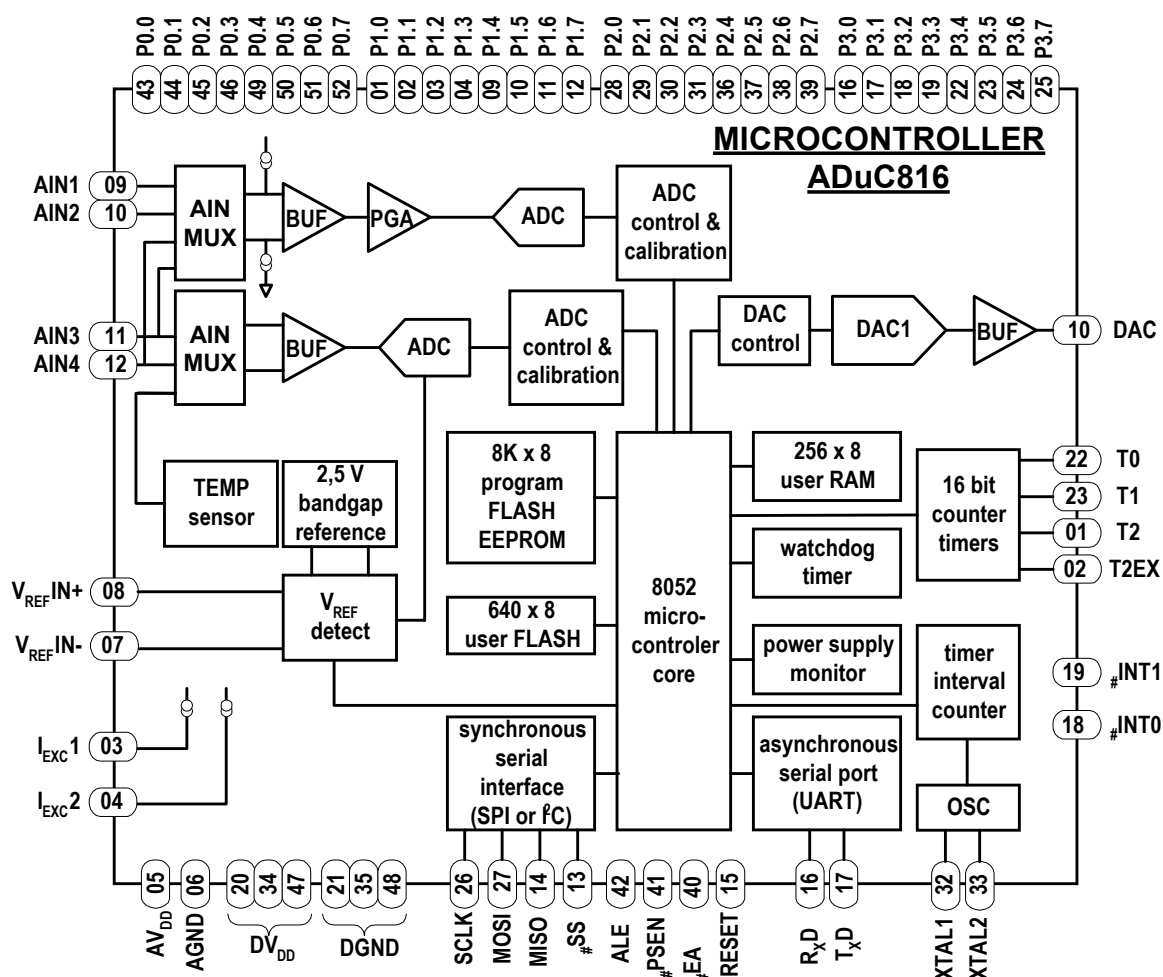 P0.0 P0.1 P0.2 P0.3 P0.4 P0.5 P0.6 P0.7 P1.0 P1.1 P1.2 P1.3 P1.4 P1.5 P1.6 P1.7 P2.0 P2.1 P2.2 P2.3 P2.4 P2.5 P2.6 P2.7 P3.0 P3.1 P3.2 P3.3 P3.4 P3.5 P3.6 P3.7
43 44 45 46 49 50 51 52 01 02 03 04 09 10 11 12 28 29 30 31 36 37 38 39 16 17 18 19 22 23 24 25
MICROCONTROLLER
ADuC816
AIN1 09
AIN2 10
AIN
MUX
BUF
PGA
ADC
ADC
control &
calibration
AIN3 11
AIN4 12
AIN
MUX
BUF
ADC
ADC
control &
calibration
DAC
control
DAC1
BUF
10 DAC
TEMP
sensor
2,5 V
bandgap
reference
8K x 8
program
FLASH
EEPROM
256 x 8
user RAM
16 bit
counter
timers
22 T0
23 T1
01 T2
02 T2EX
watchdog
timer
VREFIN+ 08
VREFIN- 07
VREF
detect
640 x 8
user FLASH
8052
micro-
controler
core
power supply
monitor
timer
interval
counter
19 #INT1
18 #INT0
IEXC1 03
IEXC2 04
synchronous
serial
interface
(SPI or I²C)
asynchronous
serial port
(UART)
OSC
05 06 20 34 47 21 35 48 26 27 14 13 42 41 40 15 16 17 32 33
AVDD AGND DVDD DGND SCLK MOSI MISO #SS ALE #PSEN #EA RESET RxD TxD XTAL1 XTAL2